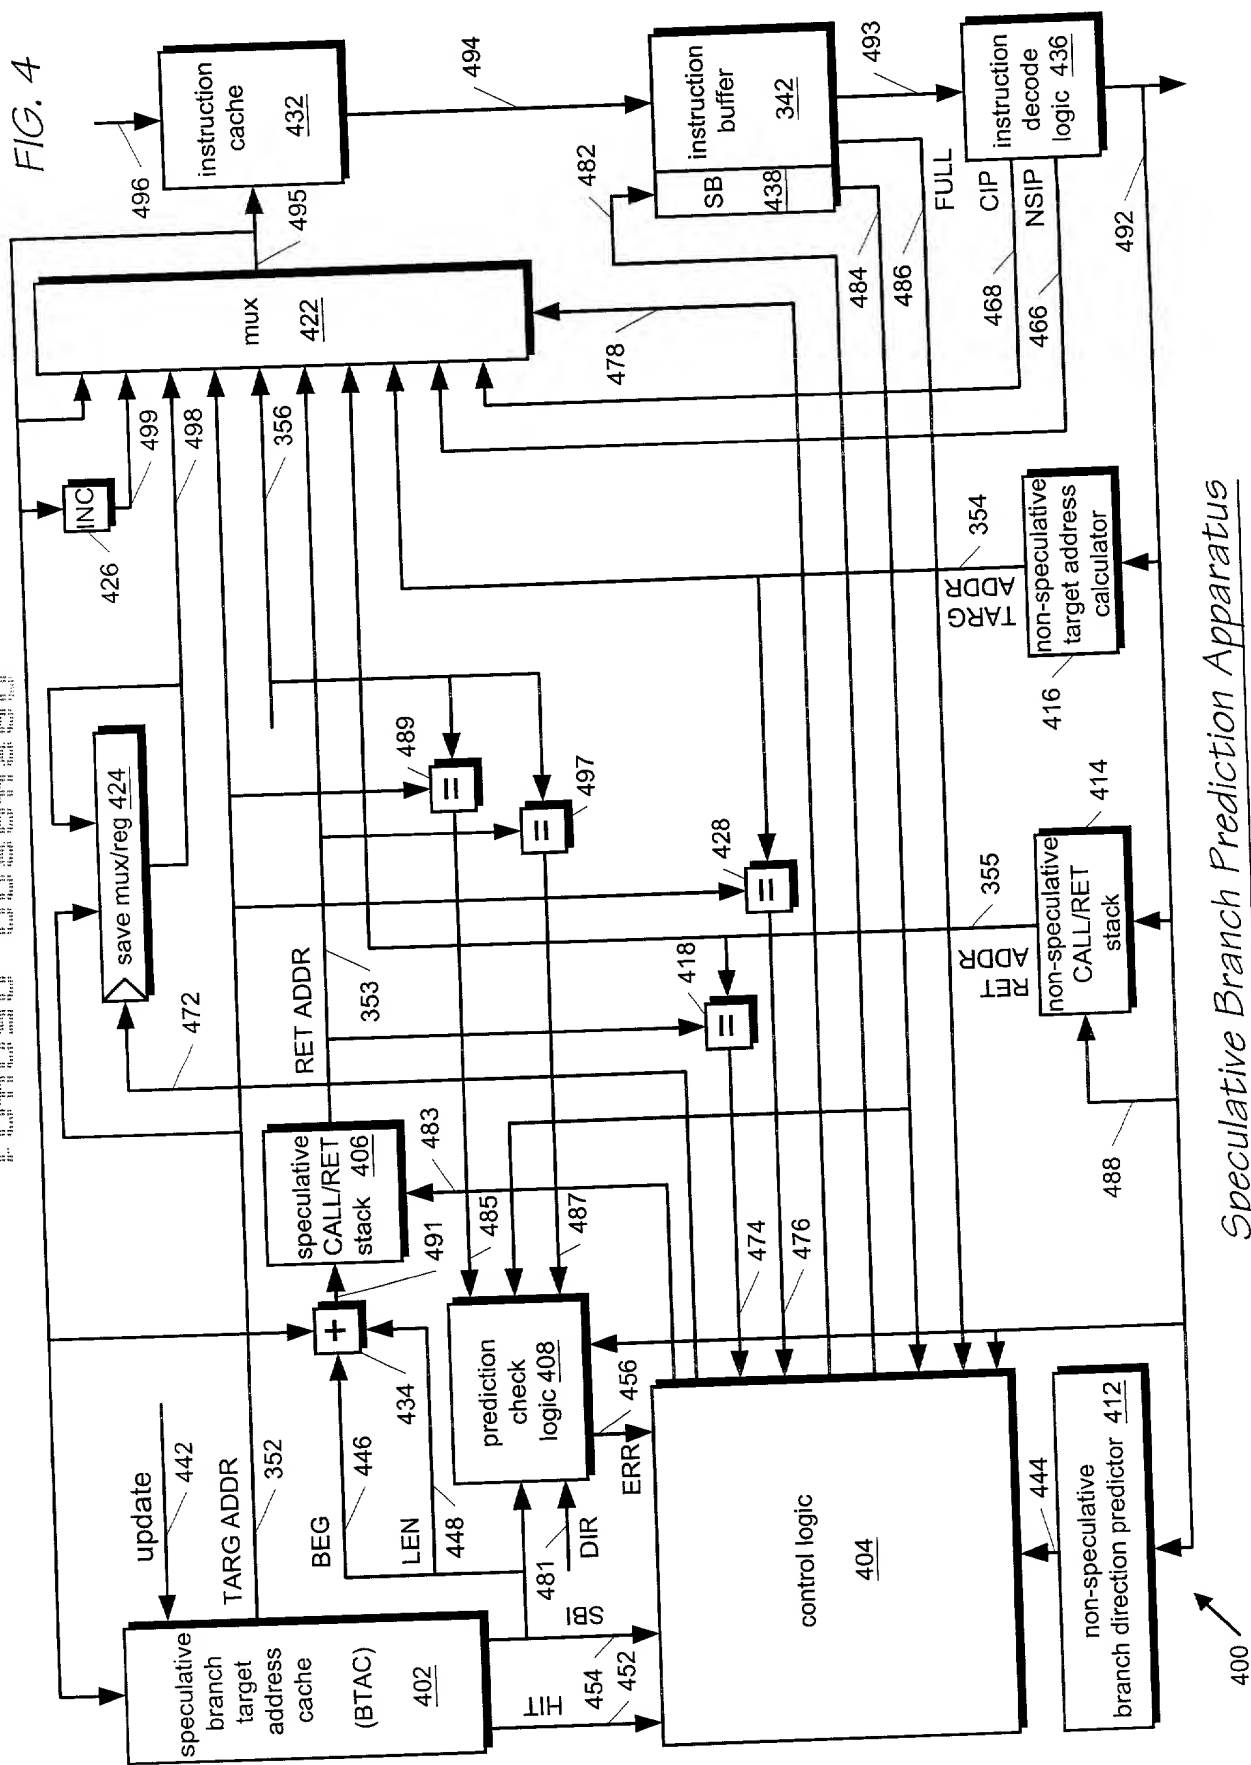 FIG. 4
496
instruction
cache
432
494
instruction
buffer
342
SB
438
493
instruction
decode
logic 436
482
495
mux
422
478
484
486
FULL
CIP
468
NSIP
466
492
INC
426
499
498
356
save mux/reg 424
472
489
497
428
418
TARG
ADDR
354
non-speculative
target address
calculator
416
RET
ADDR
355
414
non-speculative
CALL/RET
stack
488
RET ADDR
353
speculative
CALL/RET
stack 406
483
491
485
487
474
476
+
434
=
=
=
=
update
442
TARG ADDR
352
BEG
446
LEN
448
prediction
check
logic 408
456
ERR
481
DIR
SBI
454
HIT
452
speculative
branch
target
address
cache
(BTAC)
402
control logic
404
444
non-speculative
branch direction predictor 412
400
Speculative Branch Prediction Apparatus